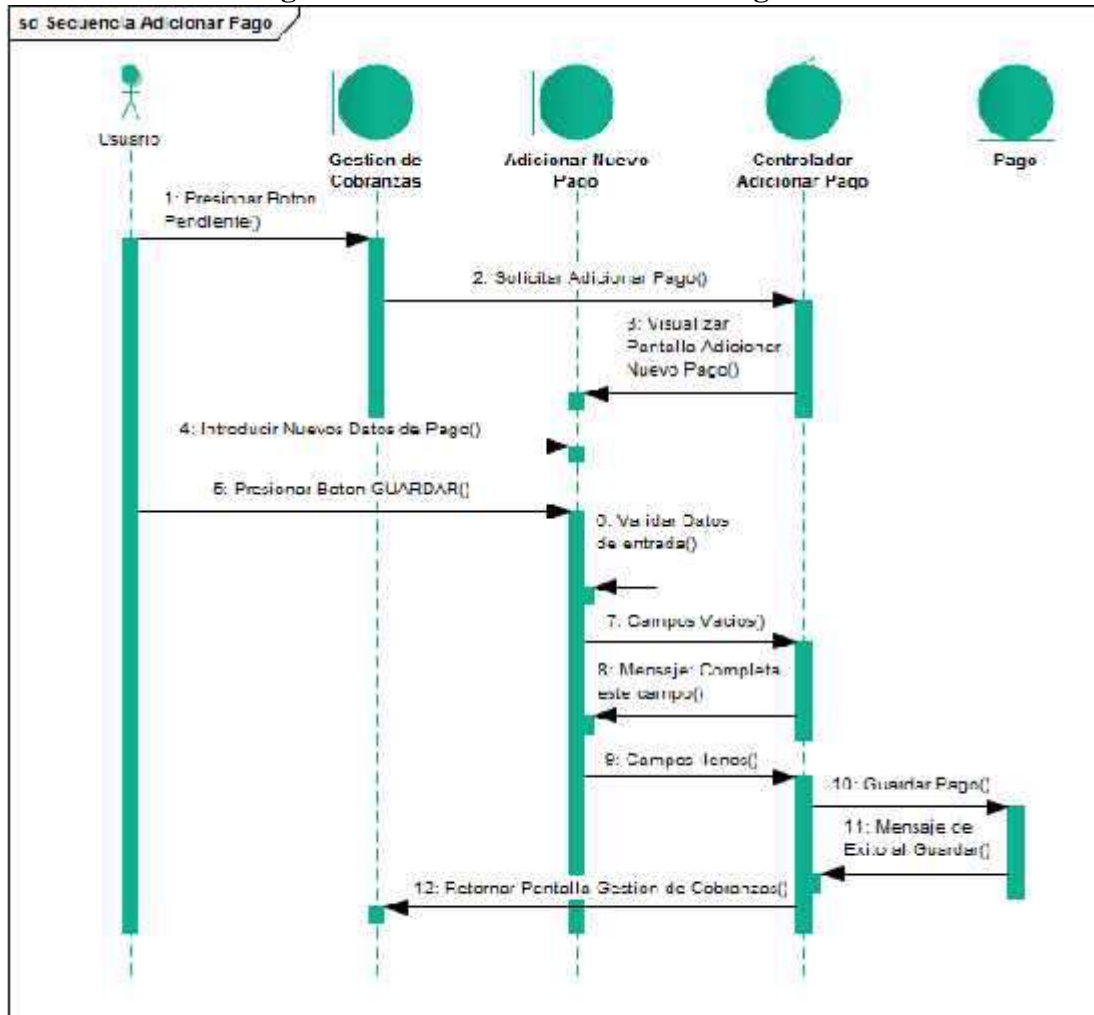 sd Secuencia Adicionar Pago
Usuario
Gestion de
Cobranzas
Adicionar Nuevo
Pago
Controlador
Adicionar Pago
Pago
1: Presionar Boton
Pendiente()
2: Solicitar Adicionar Pago()
3: Visualizar
Pantalla Adicionar
Nuevo Pago()
4: Introducir Nuevos Datos de Pago()
5: Presionar Boton GUARDAR()
6: Validar Datos
de entrada()
7: Campos Vacios()
8: Mensaje: Completa
este campo()
9: Campos llenos()
10: Guardar Pago()
11: Mensaje de
Exito al Guardar()
12: Retornar Pantalla Gestion de Cobranzas()